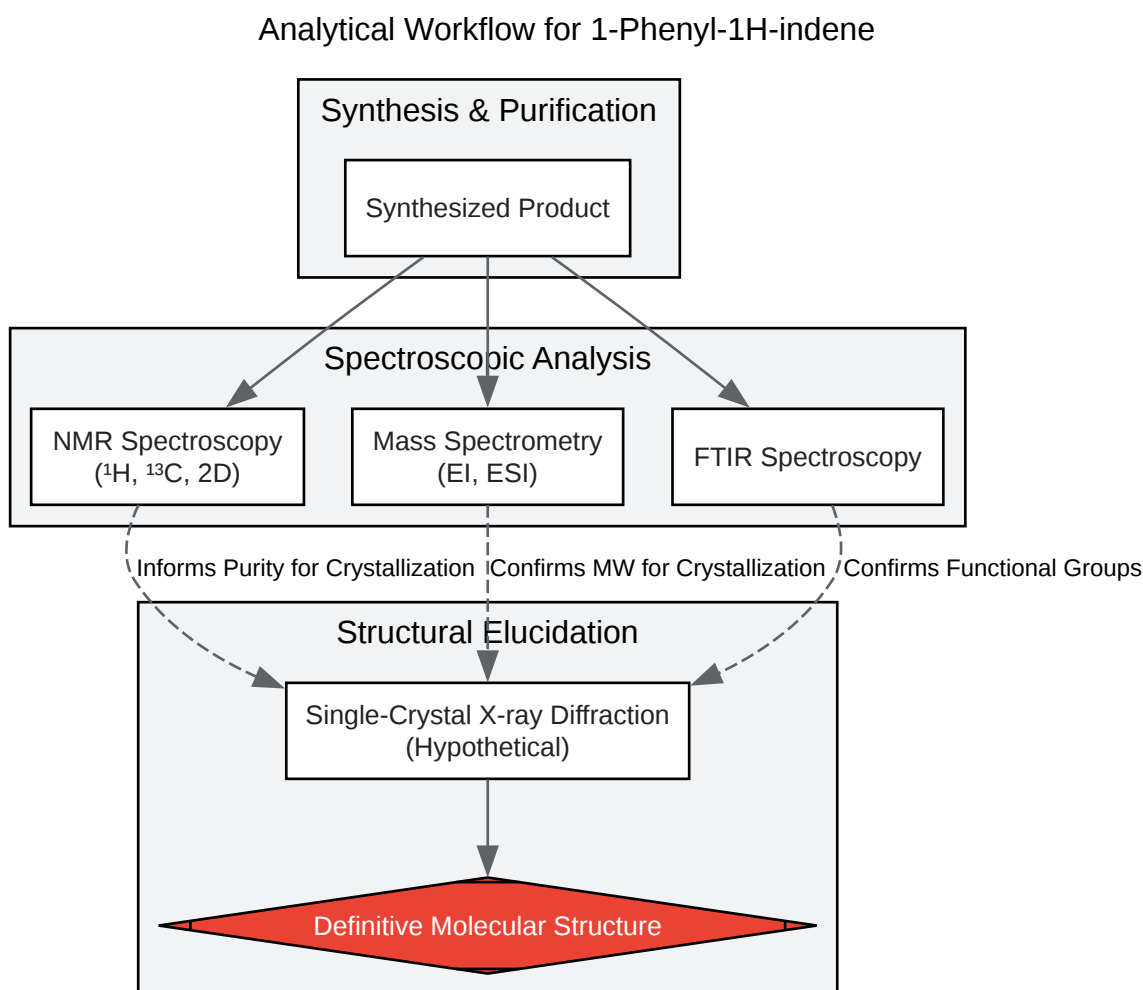 Analytical Workflow for 1-Phenyl-1H-indene
Synthesis & Purification
Synthesized Product
Spectroscopic Analysis
NMR Spectroscopy
(¹H, ¹³C, 2D)
Mass Spectrometry
(EI, ESI)
FTIR Spectroscopy
Informs Purity for Crystallization
Confirms MW for Crystallization
Confirms Functional Groups
Structural Elucidation
Single-Crystal X-ray Diffraction
(Hypothetical)
Definitive Molecular Structure